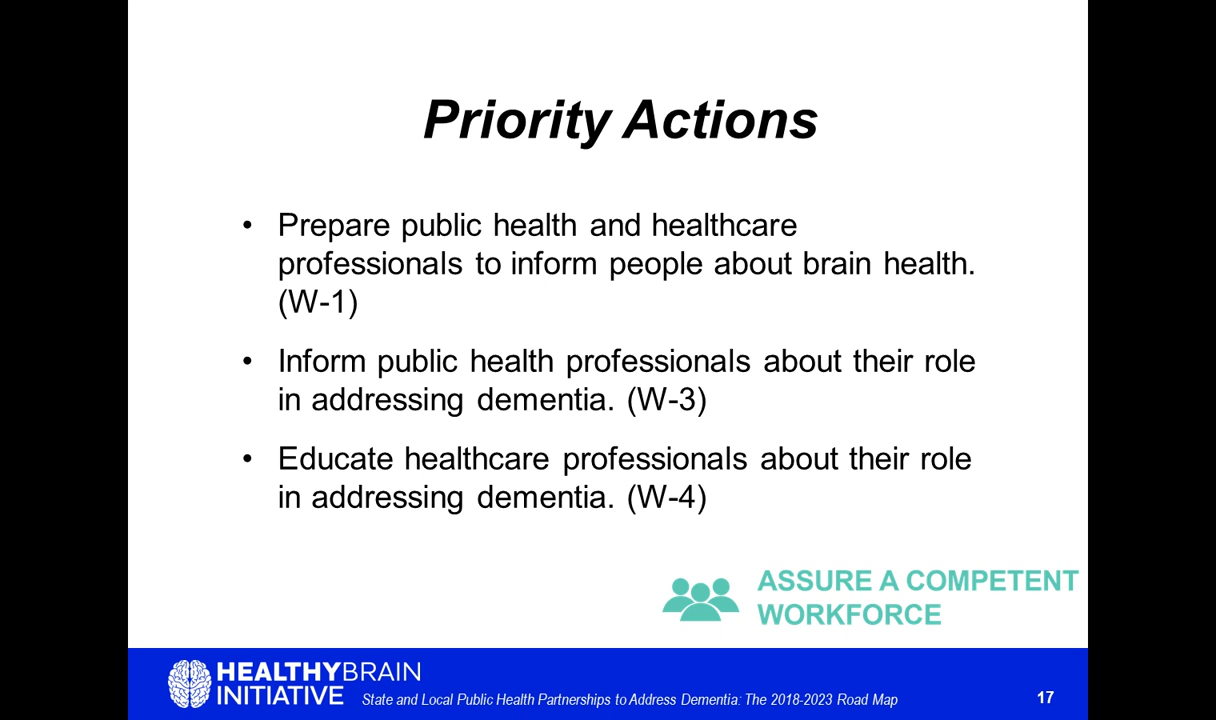 Priority Actions
• Prepare public health and healthcare
professionals to inform people about brain health.
(W-1)
• Inform public health professionals about their role
in addressing dementia. (W-3)
• Educate healthcare professionals about their role
in addressing dementia. (W-4)
ASSURE A COMPETENT
WORKFORCE
HEALTHYBRAIN
INITIATIVE
State and Local Public Health Partnerships to Address Dementia: The 2018-2023 Road Map
17